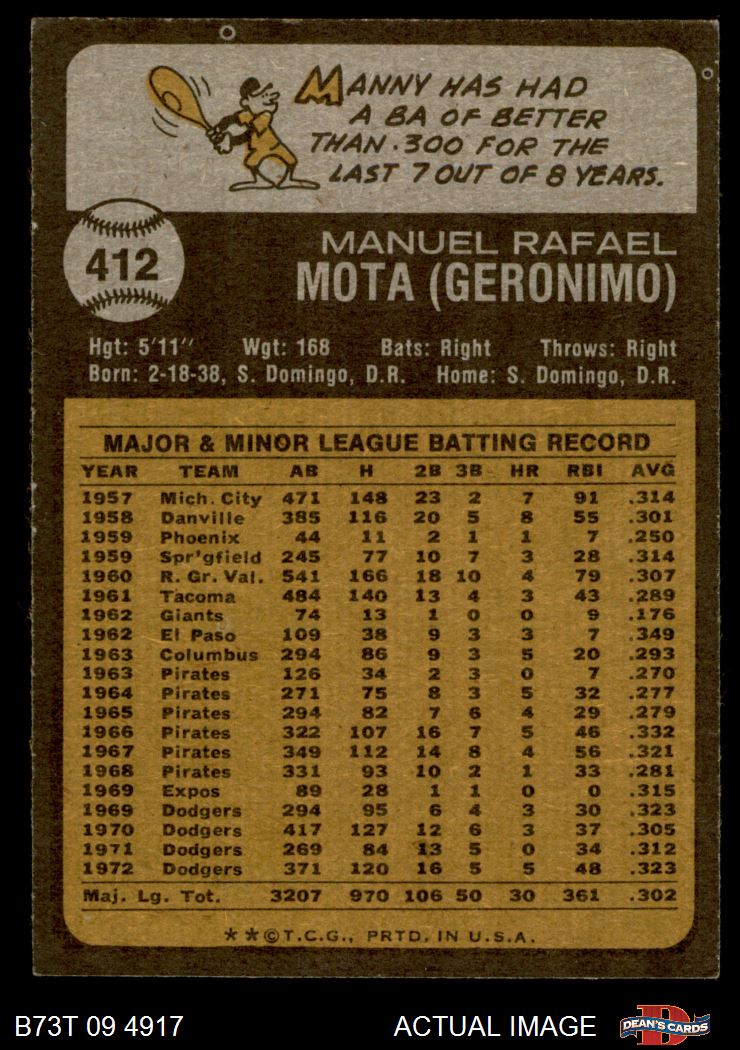 MANNY HAS HAD
A BA OF BETTER
THAN .300 FOR THE
LAST 7 OUT OF 8 YEARS.
412
MANUEL RAFAEL
MOTA (GERONIMO)
Hgt: 5'11" Wgt: 168 Bats: Right Throws: Right
Born: 2-18-38, S. Domingo, D.R. Home: S. Domingo, D.R.
MAJOR & MINOR LEAGUE BATTING RECORD
YEAR TEAM AB H 2B 3B HR RBI AVG
1957 Mich. City 471 148 23 2 7 91 .314
1958 Danville 385 116 20 5 8 55 .301
1959 Phoenix 44 11 2 1 1 7 .250
1959 Spr'gfield 245 77 10 7 3 28 .314
1960 R. Gr. Val. 541 166 18 10 4 79 .307
1961 Tacoma 484 140 13 4 3 43 .289
1962 Giants 74 13 1 0 0 9 .176
1962 El Paso 109 38 9 3 3 7 .349
1963 Columbus 294 86 9 3 5 20 .293
1963 Pirates 126 34 2 3 0 7 .270
1964 Pirates 271 75 8 3 5 32 .277
1965 Pirates 294 82 7 6 4 29 .279
1966 Pirates 322 107 16 7 5 46 .332
1967 Pirates 349 112 14 8 4 56 .321
1968 Pirates 331 93 10 2 1 33 .281
1969 Expos 89 28 1 1 0 0 .315
1969 Dodgers 294 95 6 4 3 30 .323
1970 Dodgers 417 127 12 6 3 37 .305
1971 Dodgers 269 84 13 5 0 34 .312
1972 Dodgers 371 120 16 5 5 48 .323
Maj. Lg. Tot. 3207 970 106 50 30 361 .302
**©T.C.G., PRTD. IN U.S.A.
B73T 09 4917 ACTUAL IMAGE
D
DEAN'S CARDS